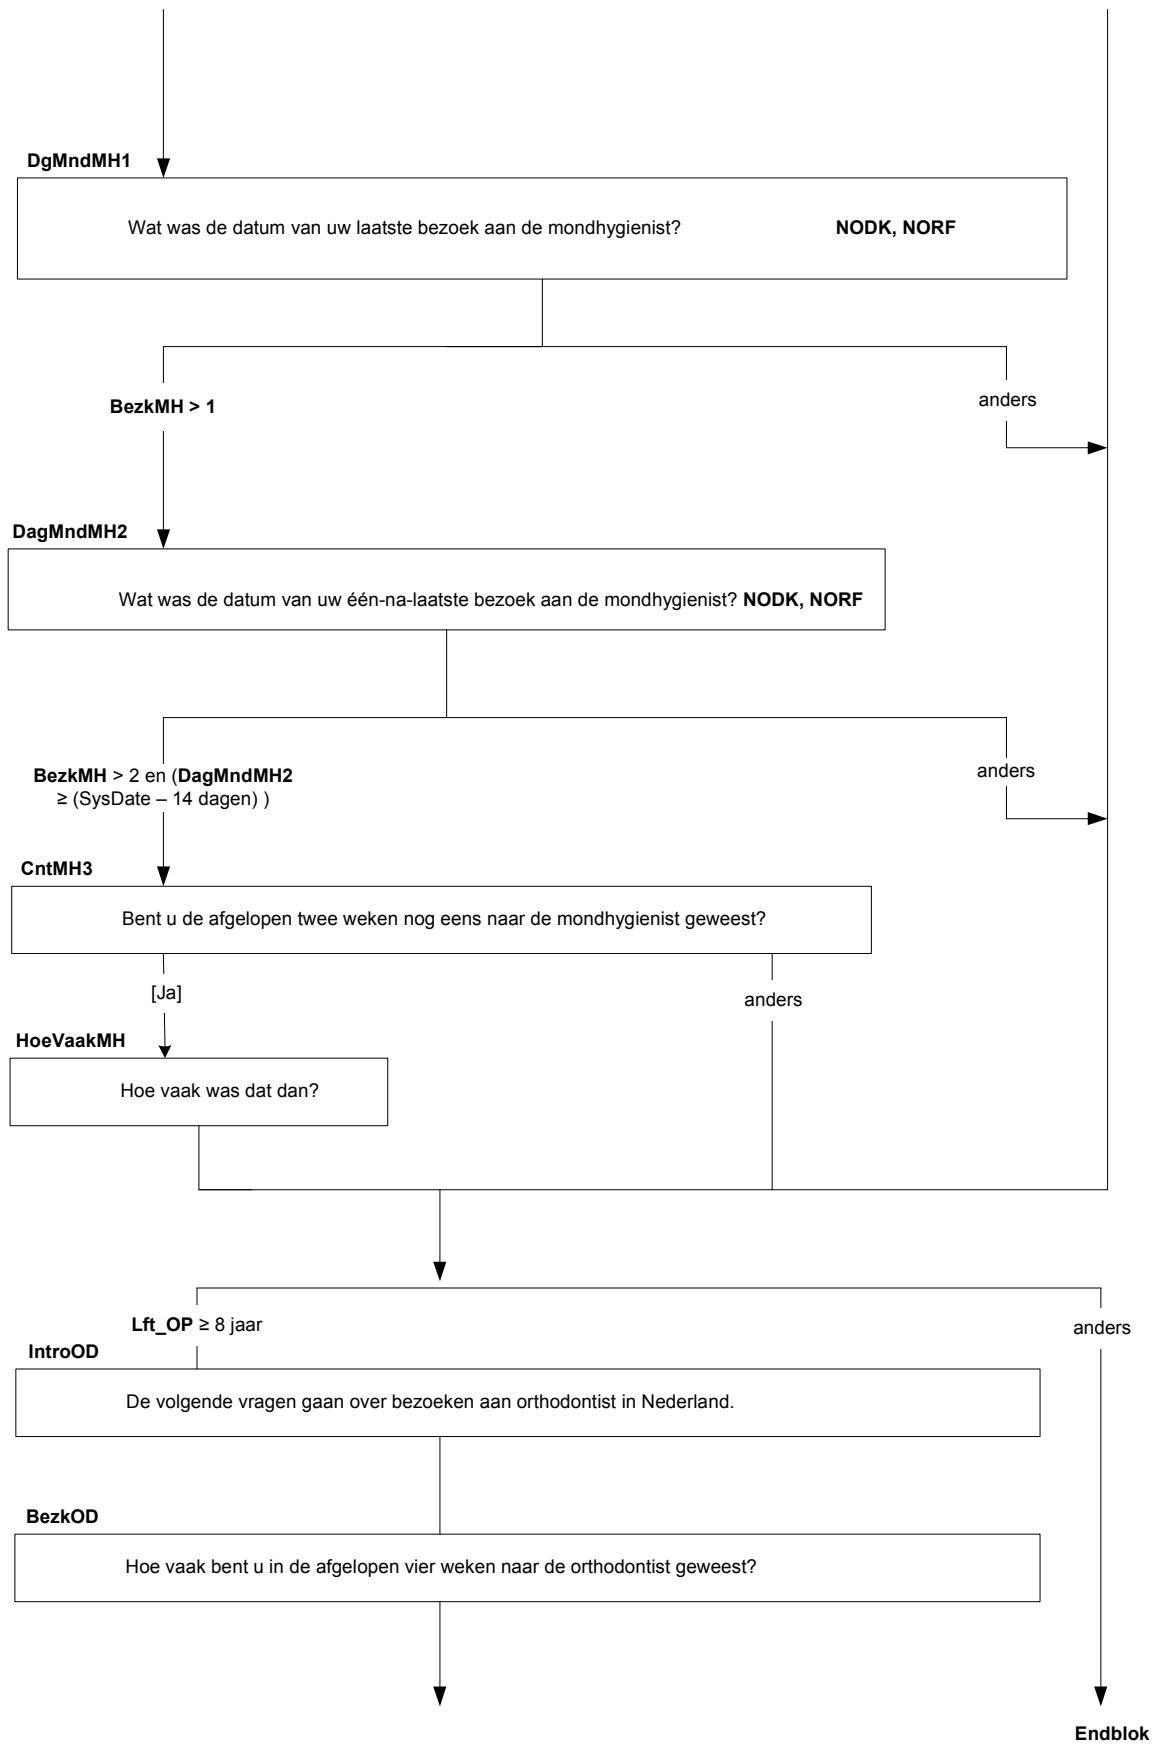 DgMndMH1
Wat was de datum van uw laatste bezoek aan de mondhygienist? NODK, NORF
BezkMH > 1
anders
DagMndMH2
Wat was de datum van uw één-na-laatste bezoek aan de mondhygienist? NODK, NORF
BezkMH > 2 en (DagMndMH2
≥ (SysDate – 14 dagen) )
anders
CntMH3
Bent u de afgelopen twee weken nog eens naar de mondhygienist geweest?
[Ja]
anders
HoeVaakMH
Hoe vaak was dat dan?
Lft_OP ≥ 8 jaar
anders
IntroOD
De volgende vragen gaan over bezoeken aan orthodontist in Nederland.
BezkOD
Hoe vaak bent u in de afgelopen vier weken naar de orthodontist geweest?
Endblok